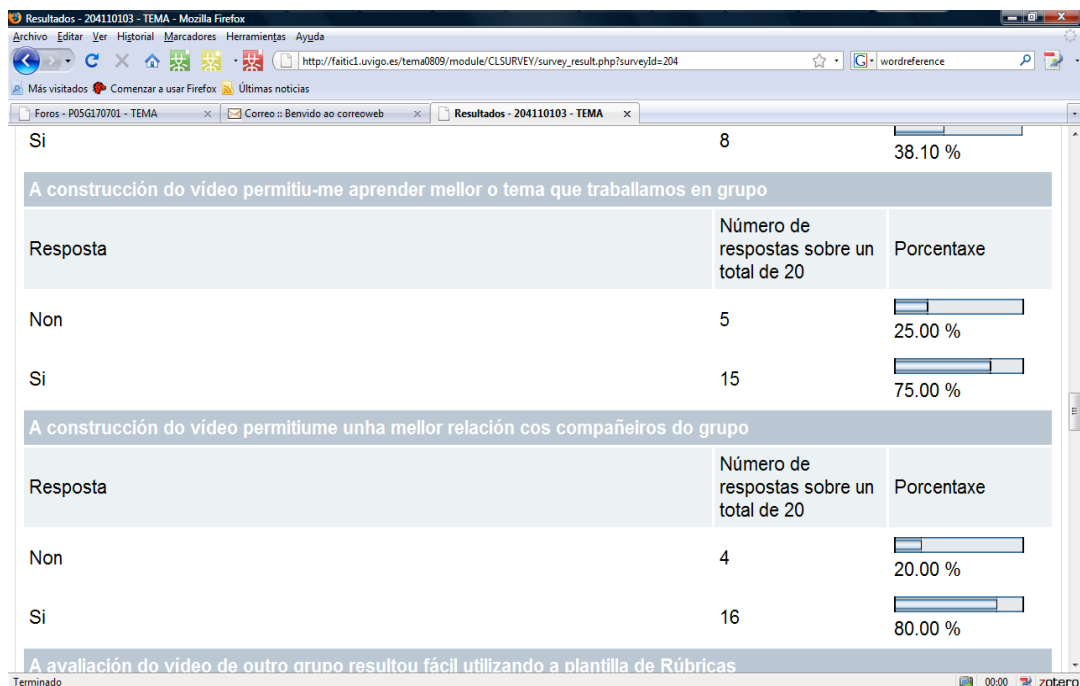 Resultados - 204110103 - TEMA - Mozilla Firefox
Archivo Editar Ver Historial Marcadores Herramientas Ayuda
http://faitic1.uvigo.es/tema0809/module/CLSURVEY/survey_result.php?surveyId=204
G wordreference
Más visitados Comenzar a usar Firefox Últimas noticias
Foros - P05G170701 - TEMA
Correo :: Benvido ao correoweb
Resultados - 204110103 - TEMA
Si 8 38.10 %
A construcción do vídeo permitiu-me aprender mellor o tema que traballamos en grupo
Resposta
Número de
respostas sobre un
total de 20
Porcentaxe
Non 5 25.00 %
Si 15 75.00 %
A construcción do vídeo permitiume unha mellor relación cos compañeiros do grupo
Resposta
Número de
respostas sobre un
total de 20
Porcentaxe
Non 4 20.00 %
Si 16 80.00 %
A avaliación do vídeo de outro grupo resultou fácil utilizando a plantilla de Rúbricas
Terminado
00:00 zotero